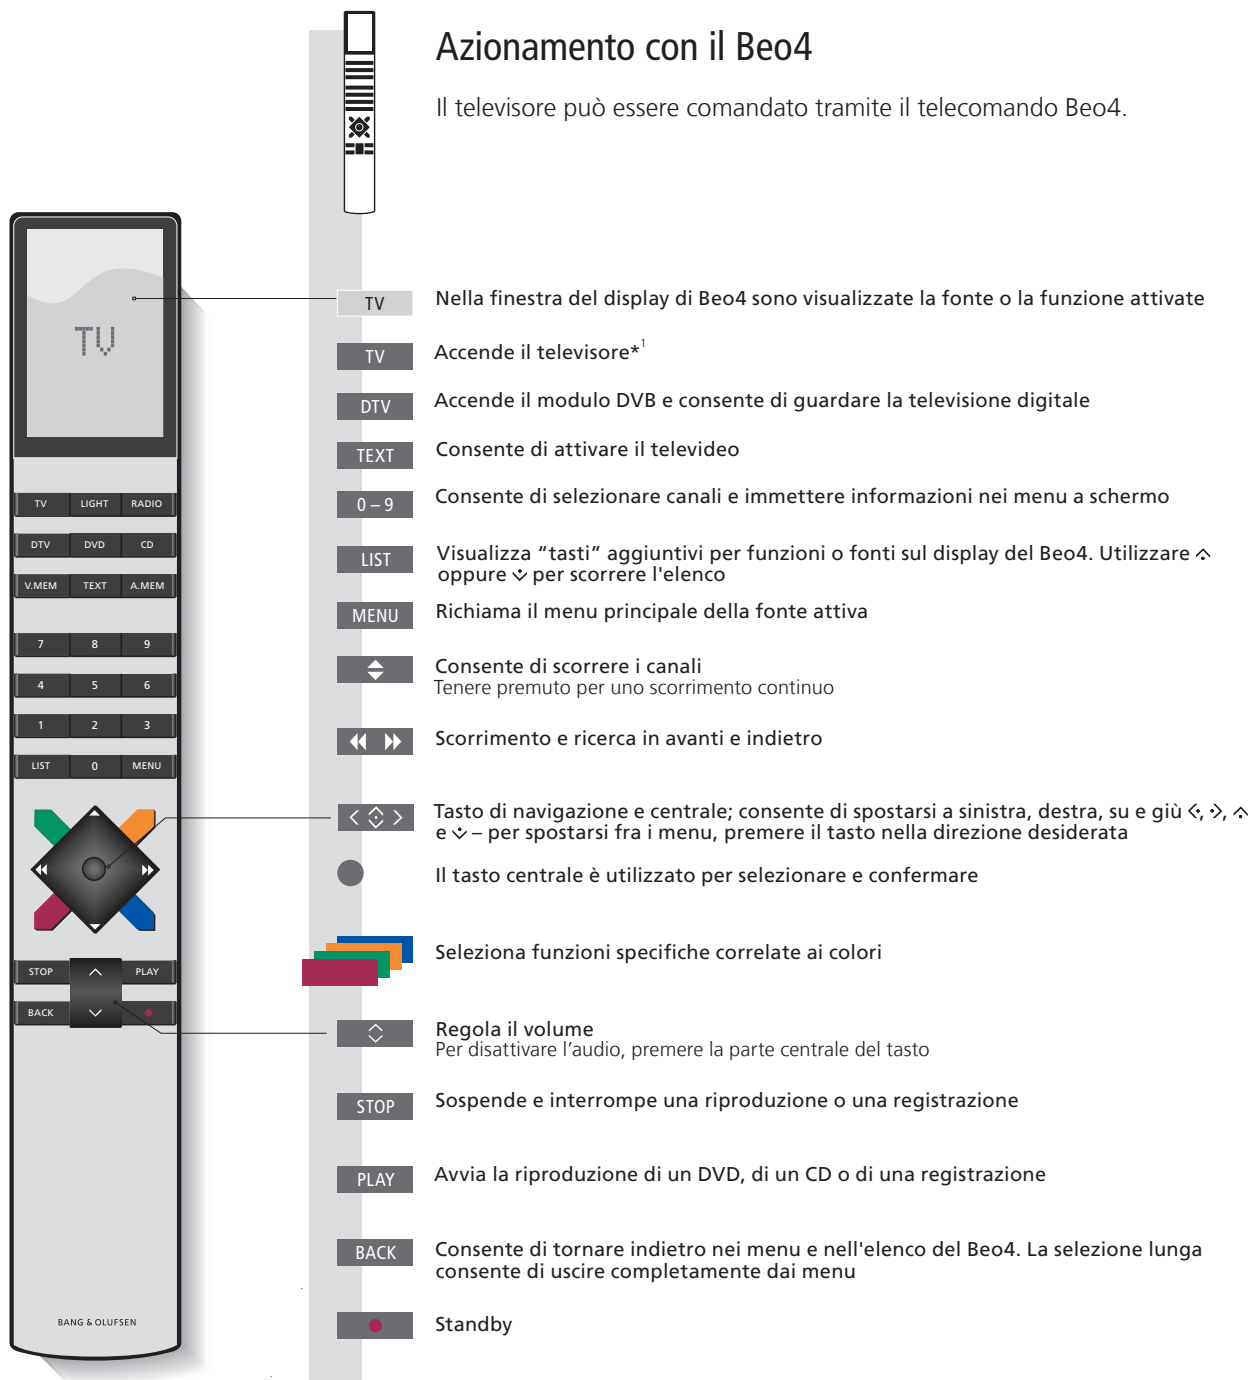 Azionamento con il Beo4
Il televisore può essere comandato tramite il telecomando Beo4.
TV
TV LIGHT RADIO
DTV DVD CD
V.MEM TEXT A.MEM
7 8 9
4 5 6
1 2 3
LIST 0 MENU
STOP PLAY
BACK
BANG & OLUFSEN
TV Nella finestra del display di Beo4 sono visualizzate la fonte o la funzione attivate
TV Accende il televisore*1
DTV Accende il modulo DVB e consente di guardare la televisione digitale
TEXT Consente di attivare il televideo
0 – 9 Consente di selezionare canali e immettere informazioni nei menu a schermo
LIST Visualizza “tasti” aggiuntivi per funzioni o fonti sul display del Beo4. Utilizzare
oppure per scorrere l'elenco
MENU Richiama il menu principale della fonte attiva
Consente di scorrere i canali
Tenere premuto per uno scorrimento continuo
Scorrimento e ricerca in avanti e indietro
Tasto di navigazione e centrale; consente di spostarsi a sinistra, destra, su e giù , ,
e – per spostarsi fra i menu, premere il tasto nella direzione desiderata
Il tasto centrale è utilizzato per selezionare e confermare
Seleziona funzioni specifiche correlate ai colori
Regola il volume
Per disattivare l’audio, premere la parte centrale del tasto
STOP Sospende e interrompe una riproduzione o una registrazione
PLAY Avvia la riproduzione di un DVD, di un CD o di una registrazione
BACK Consente di tornare indietro nei menu e nell'elenco del Beo4. La selezione lunga
consente di uscire completamente dai menu
Standby